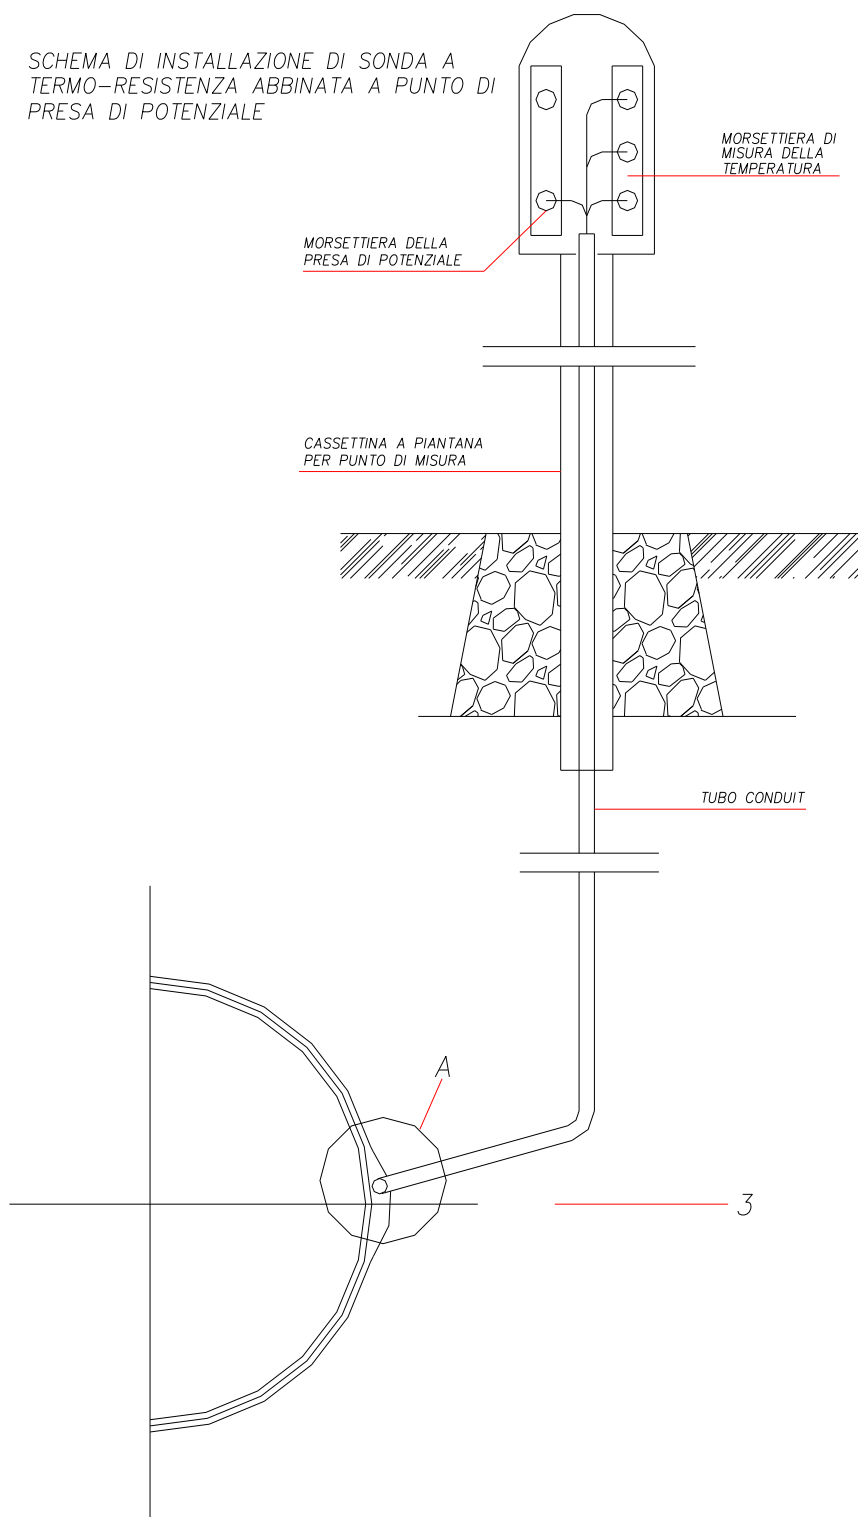 SCHEMA DI INSTALLAZIONE DI SONDA A
TERMO-RESISTENZA ABBINATA A PUNTO DI
PRESA DI POTENZIALE
MORSETTIERA DI
MISURA DELLA
TEMPERATURA
MORSETTIERA DELLA
PRESA DI POTENZIALE
CASSETTINA A PIANTANA
PER PUNTO DI MISURA
TUBO CONDUIT
A
3